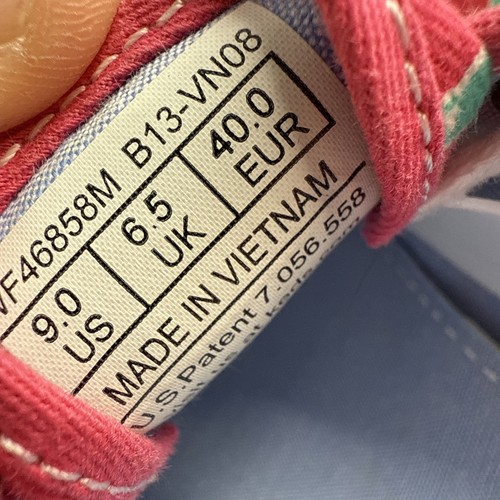 WF46858M B13-VN08
9.0 6.5 40.0
US UK EUR
MADE IN VIETNAM
U.S.Patent 7.056.558